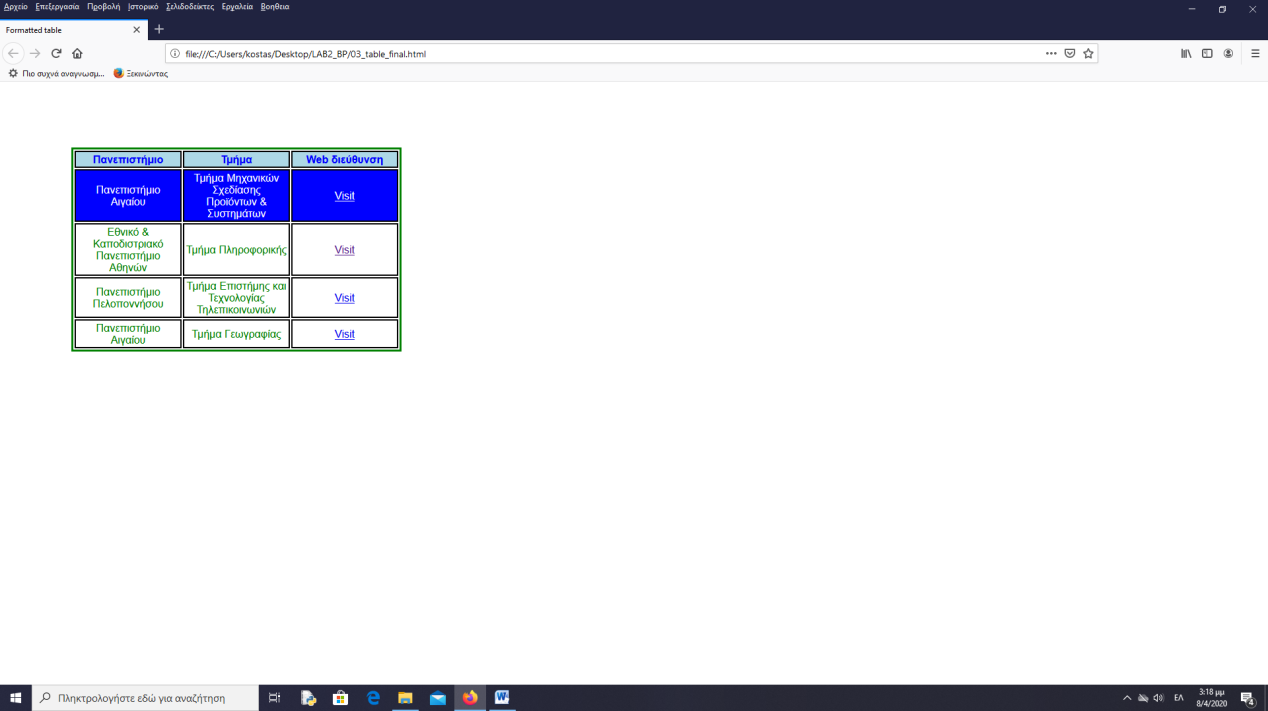 Αρχείο Επεξεργασία Προβολή Ιστορικό Σελιδοδείκτες Εργαλεία Βοήθεια
Formatted table
file:///C:/Users/kostas/Desktop/LAB2_BP/03_table_final.html
Πιο συχνά αναγνωσμ... Ξεκινώντας
Πανεπιστήμιο Τμήμα Web διεύθυνση
Πανεπιστήμιο
Αιγαίου
Τμήμα Μηχανικών
Σχεδίασης
Προϊόντων &
Συστημάτων
Visit
Εθνικό &
Καποδιστριακό
Πανεπιστήμιο
Αθηνών
Τμήμα Πληροφορικής
Visit
Πανεπιστήμιο
Πελοποννήσου
Τμήμα Επιστήμης και
Τεχνολογίας
Τηλεπικοινωνιών
Visit
Πανεπιστήμιο
Αιγαίου
Τμήμα Γεωγραφίας
Visit
Πληκτρολογήστε εδώ για αναζήτηση
ΕΛ
3:18 μμ
8/4/2020
4